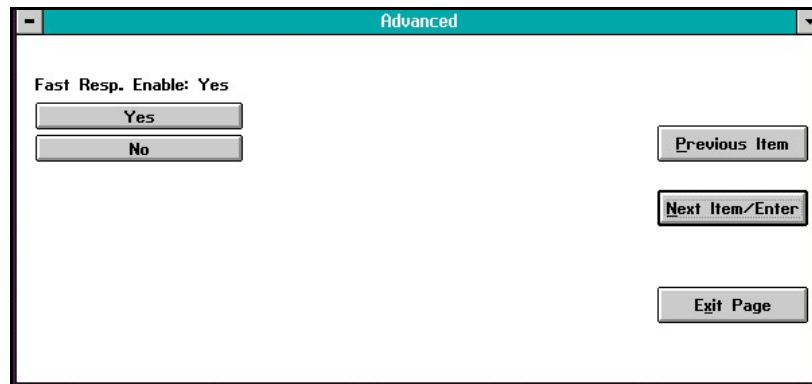 Advanced
Fast Resp. Enable: Yes
Yes
No
Previous Item
Next Item/Enter
Exit Page